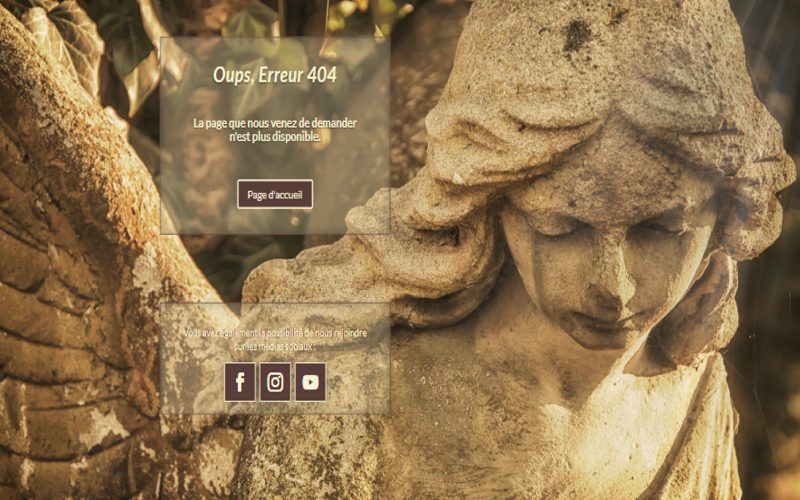 Oups, Erreur 404
La page que nous venez de demander
n'est plus disponible.
Page d'accueil
Vous avez également la possibilité de nous rejoindre
sur les médias sociaux :